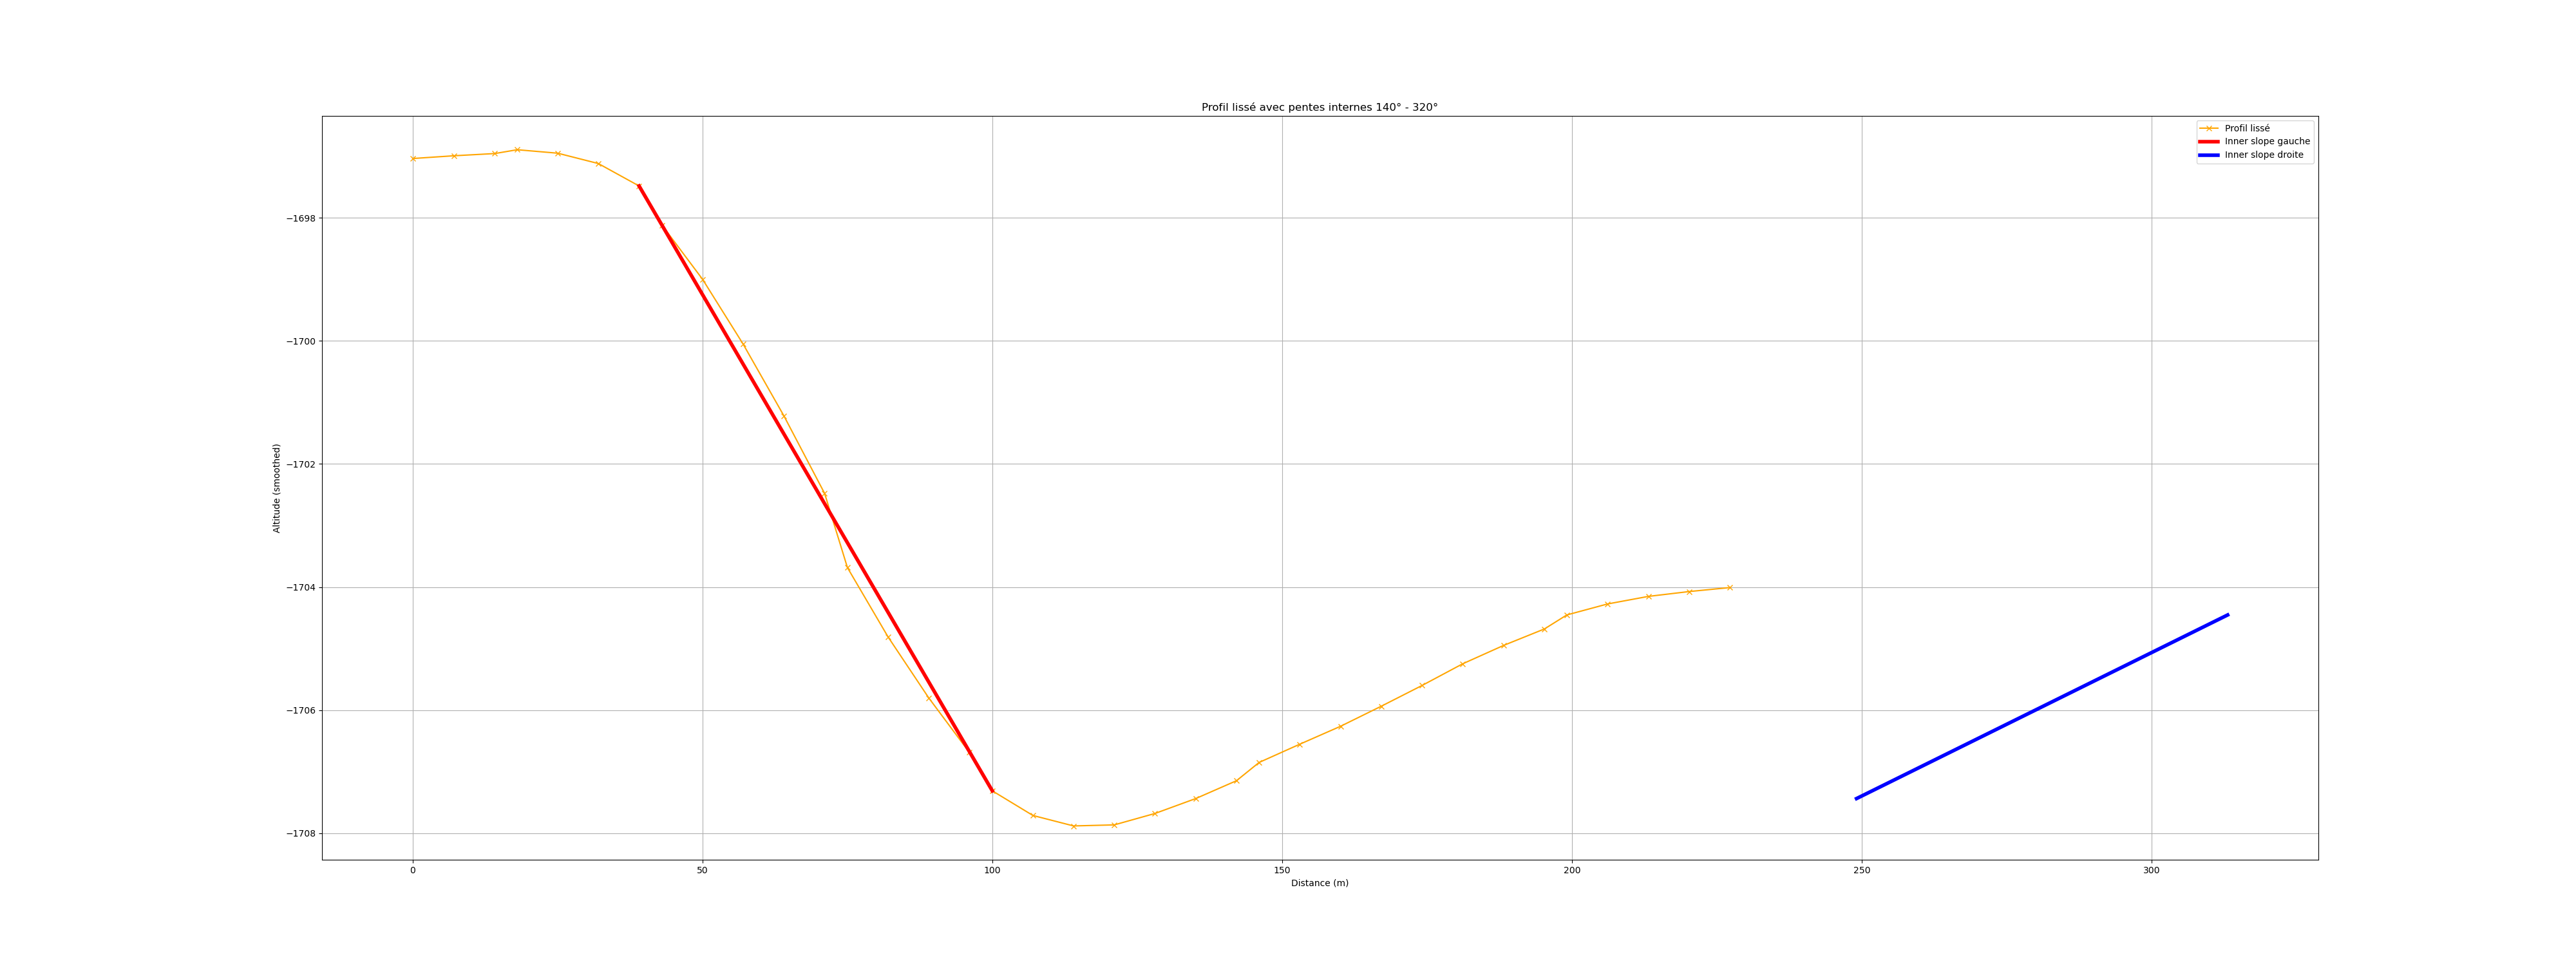 Profil lissé avec pentes internes 140° - 320°
Profil lissé
Inner slope gauche
Inner slope droite
Altitude (smoothed)
−1698
−1700
−1702
−1704
−1706
−1708
0 50 100 150 200 250 300
Distance (m)